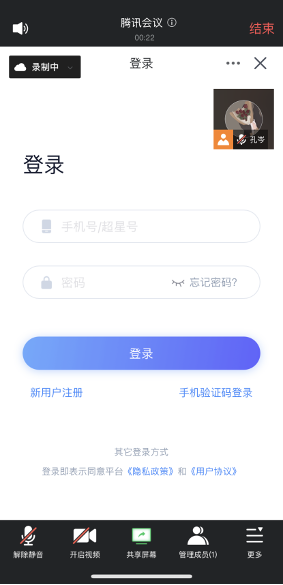 腾讯会议
00:22
结束
录制中
登录
孔岑
登录
手机号/超星号
密码
忘记密码?
登录
新用户注册
手机验证码登录
其它登录方式
登录即表示同意平台《隐私政策》和《用户协议》
解除静音
开启视频
共享屏幕
管理成员(1)
更多